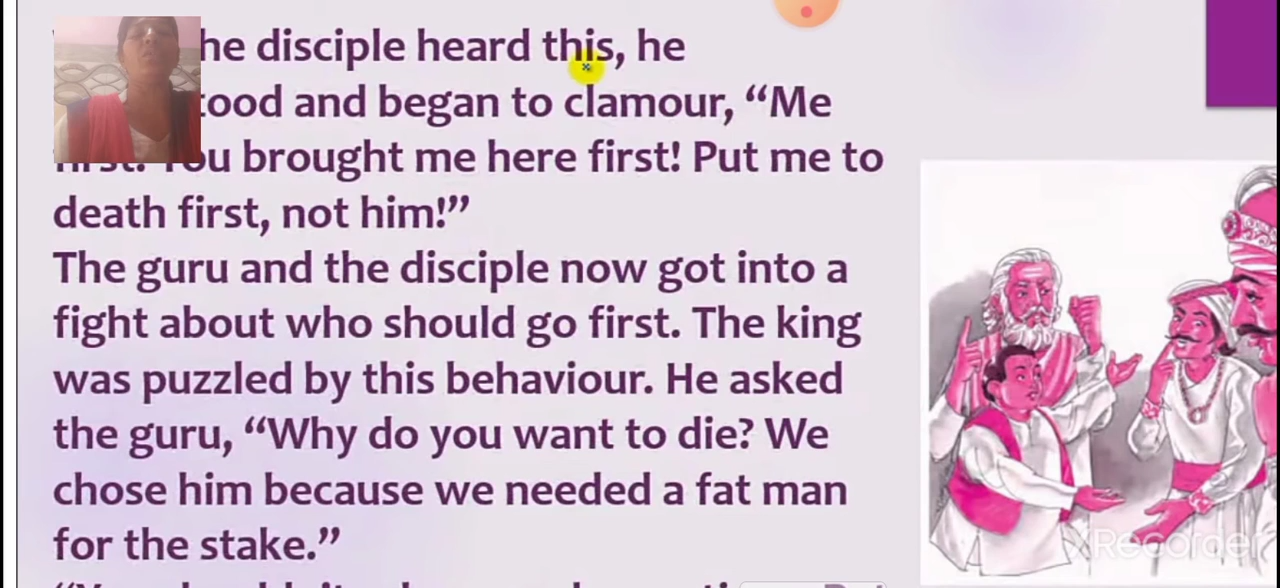 he disciple heard this, he
tood and began to clamour, “Me
first! You brought me here first! Put me to
death first, not him!”
The guru and the disciple now got into a
fight about who should go first. The king
was puzzled by this behaviour. He asked
the guru, “Why do you want to die? We
chose him because we needed a fat man
for the stake.”
XRecorder